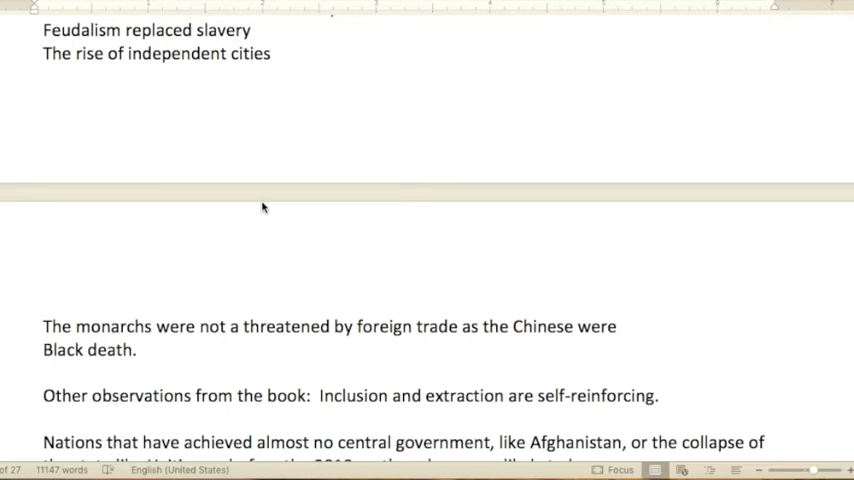 Feudalism replaced slavery
The rise of independent cities
The monarchs were not a threatened by foreign trade as the Chinese were
Black death.
Other observations from the book:  Inclusion and extraction are self-reinforcing.
Nations that have achieved almost no central government, like Afghanistan, or the collapse of
of 27 11147 words English (United States) Focus